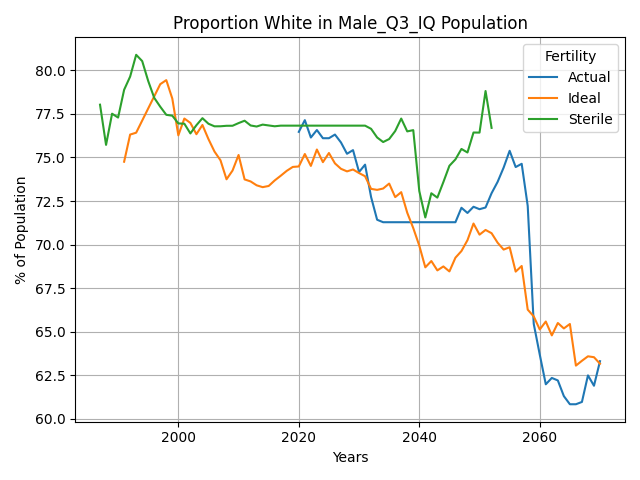 Proportion White in Male_Q3_IQ Population
Fertility
Actual
Ideal
Sterile
% of Population
80.0
77.5
75.0
72.5
70.0
67.5
65.0
62.5
60.0
2000
2020
2040
2060
Years